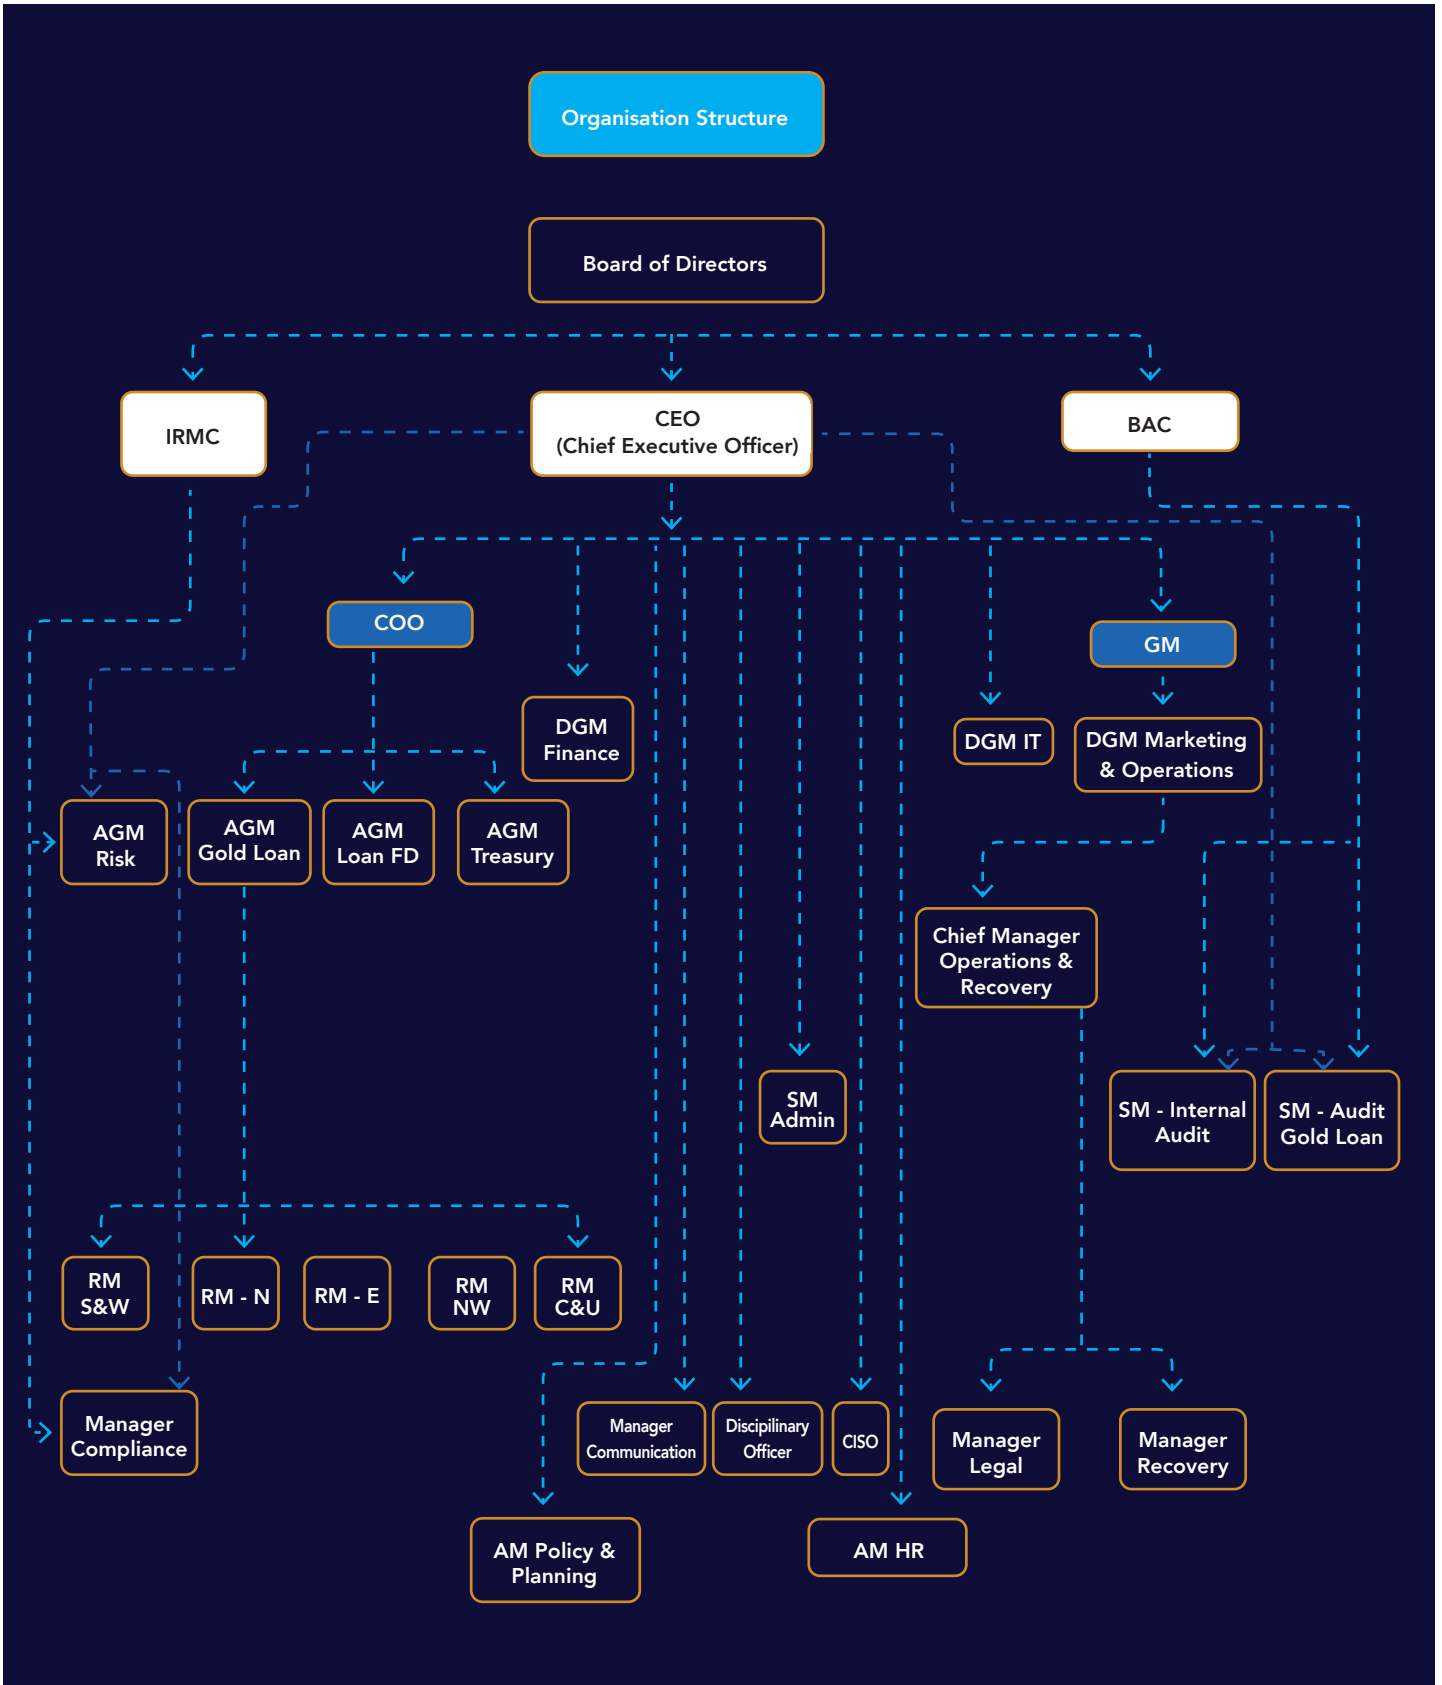 Organisation Structure
Board of Directors
IRMC
CEO
(Chief Executive Officer)
BAC
COO
GM
DGM
Finance
DGM IT
DGM Marketing
& Operations
AGM
Risk
AGM
Gold Loan
AGM
Loan FD
AGM
Treasury
Chief Manager
Operations &
Recovery
SM
Admin
SM - Internal
Audit
SM - Audit
Gold Loan
RM
S&W
RM - N
RM - E
RM
NW
RM
C&U
Manager
Compliance
Manager
Communication
Discipilinary
Officer
CISO
Manager
Legal
Manager
Recovery
AM Policy &
Planning
AM HR